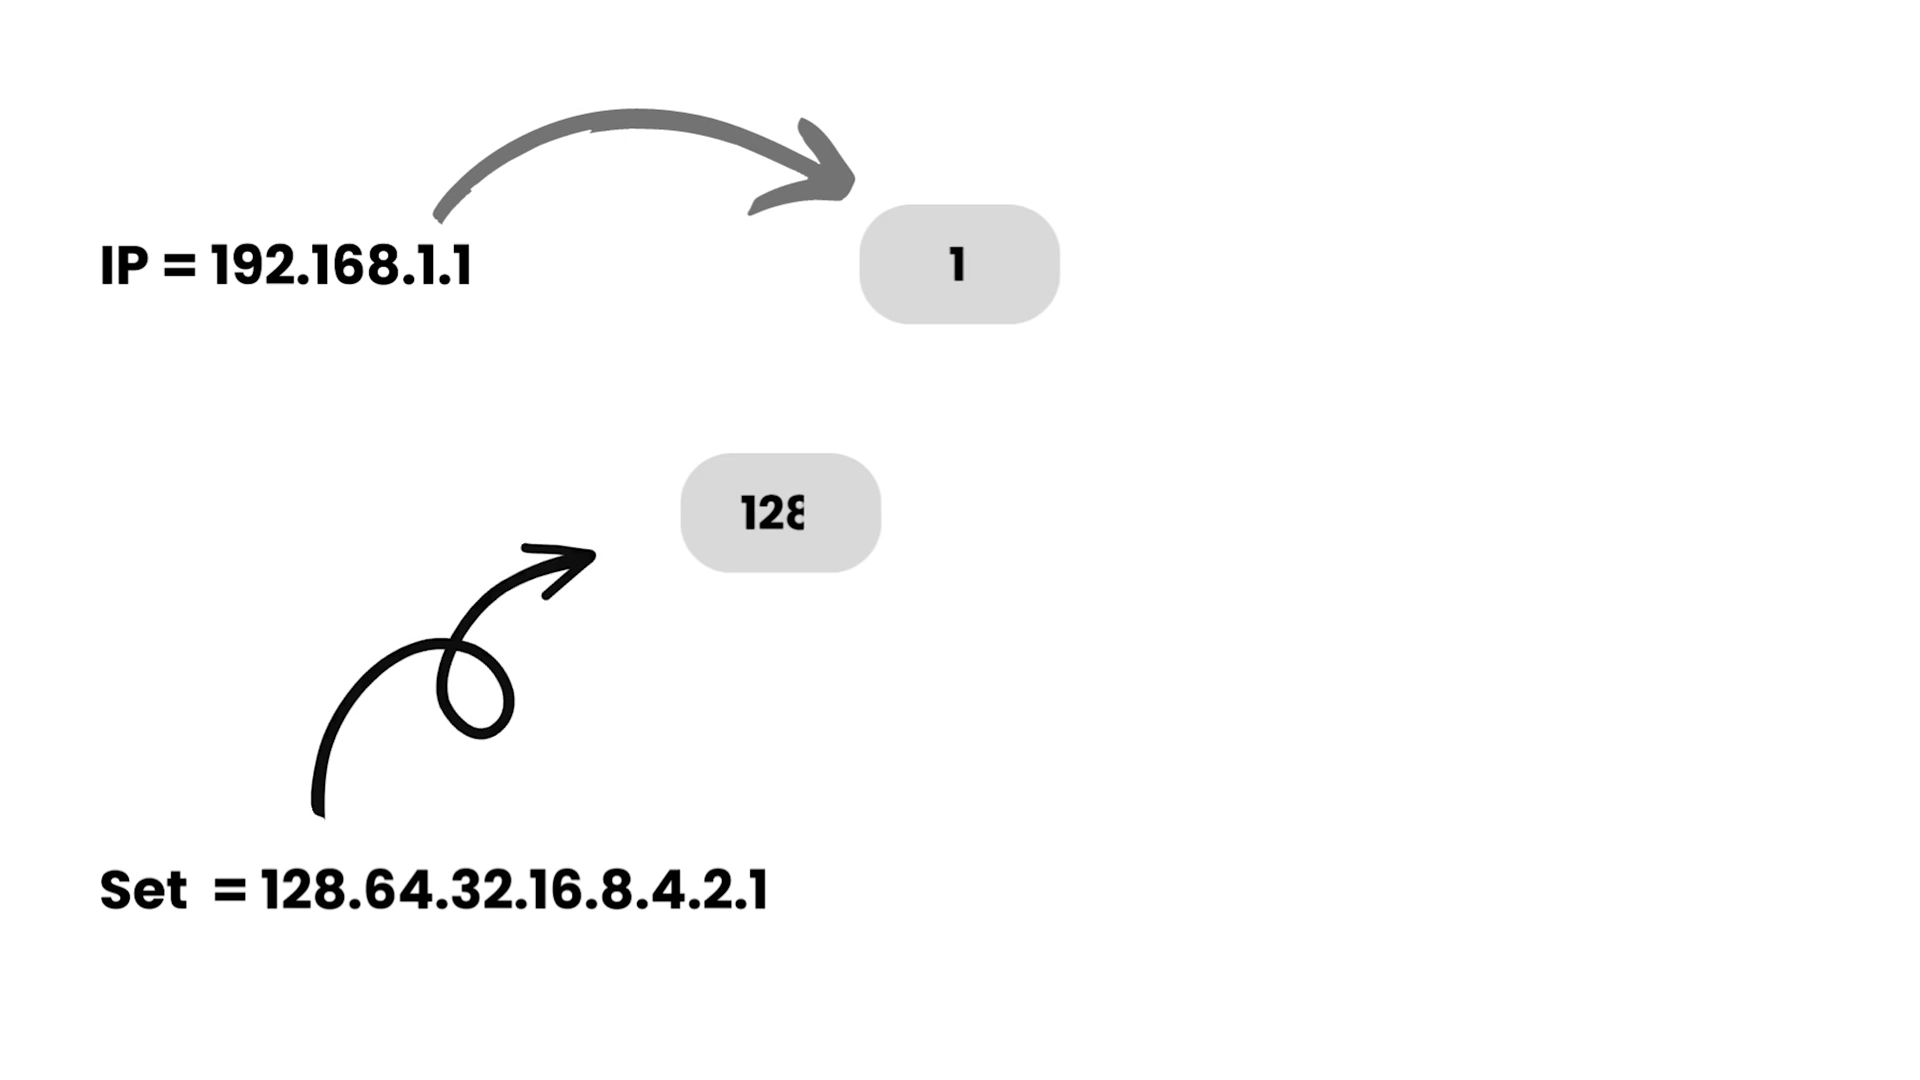 IP = 192.168.1.1
1
128
Set = 128.64.32.16.8.4.2.1